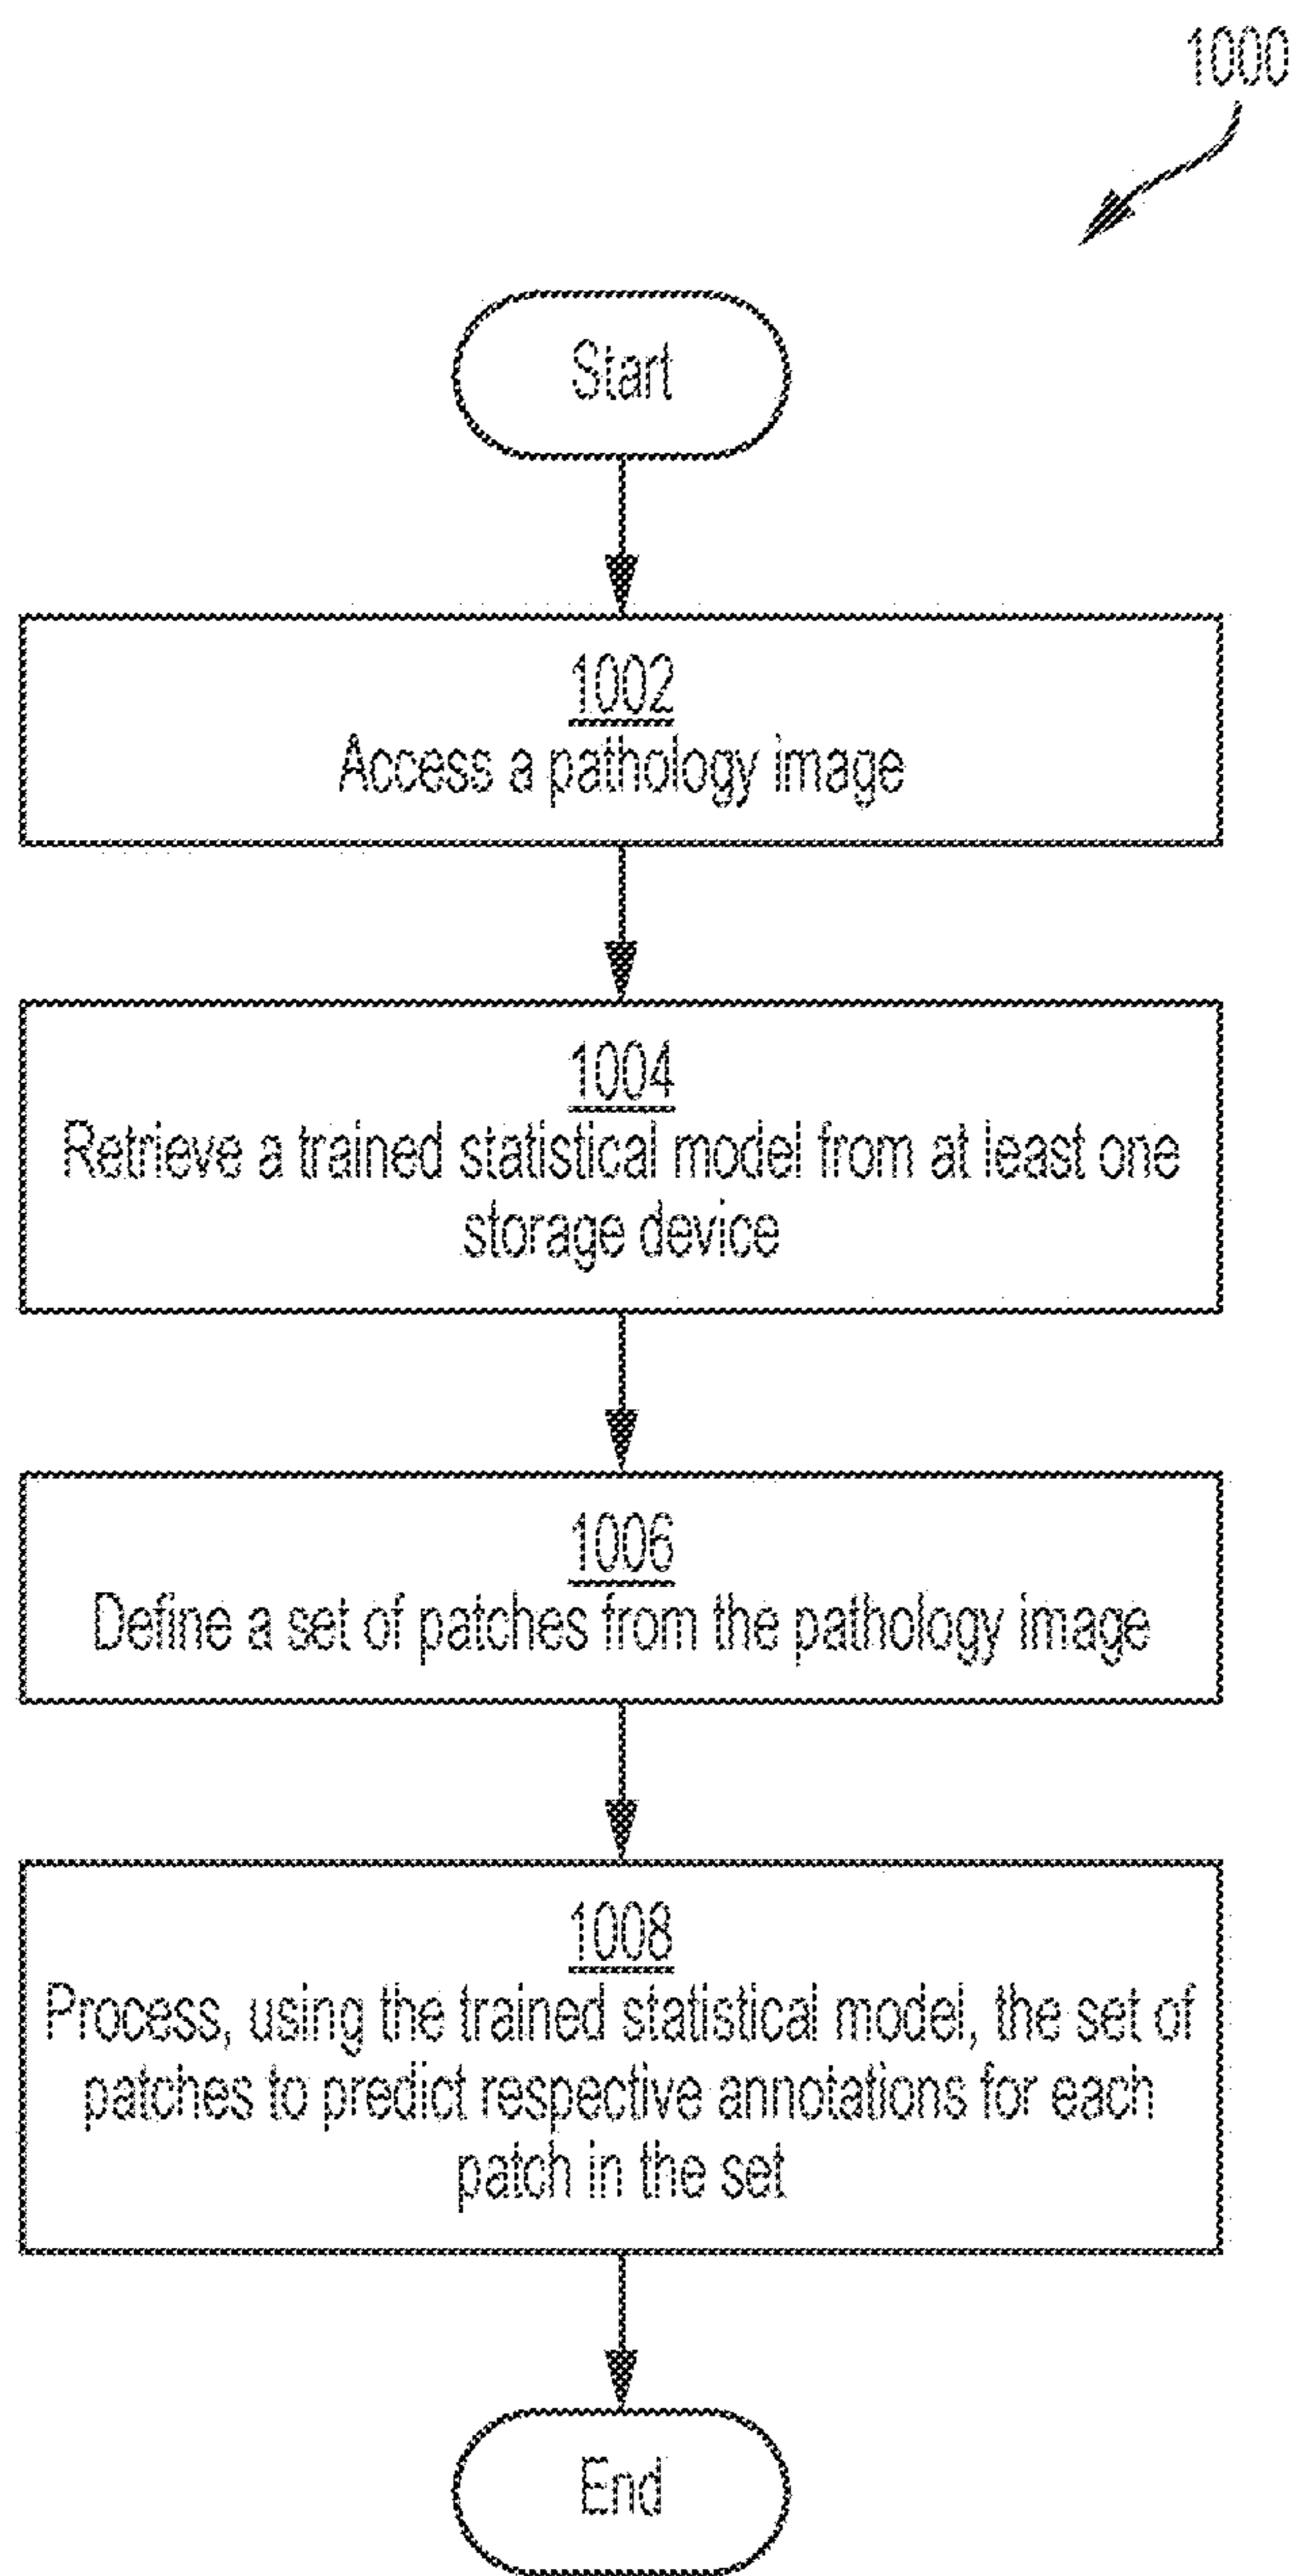 1000
Start
1002
Access a pathology image
1004
Retrieve a trained statistical model from at least one
storage device
1006
Define a set of patches from the pathology image
1008
Process, using the trained statistical model, the set of
patches to predict respective annotations for each
patch in the set
End